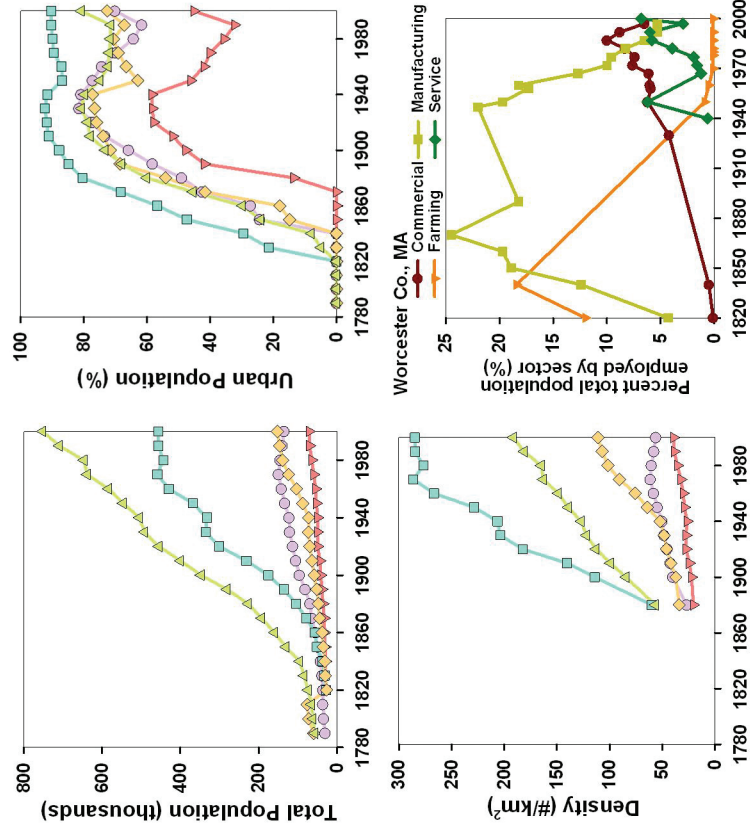 Total Population (thousands)
800
600
400
200
0
1780 1820 1860 1900 1940 1980
Urban Population (%)
100
80
60
40
20
0
1780 1820 1860 1900 1940 1980
Density (#/km²)
300
250
200
150
100
50
0
1780 1820 1860 1900 1940 1980
Worcester Co., MA
Commercial Manufacturing
Farming Service
Percent total population
employed by sector (%)
25
20
15
10
5
0
1820 1850 1880 1910 1940 1970 2000